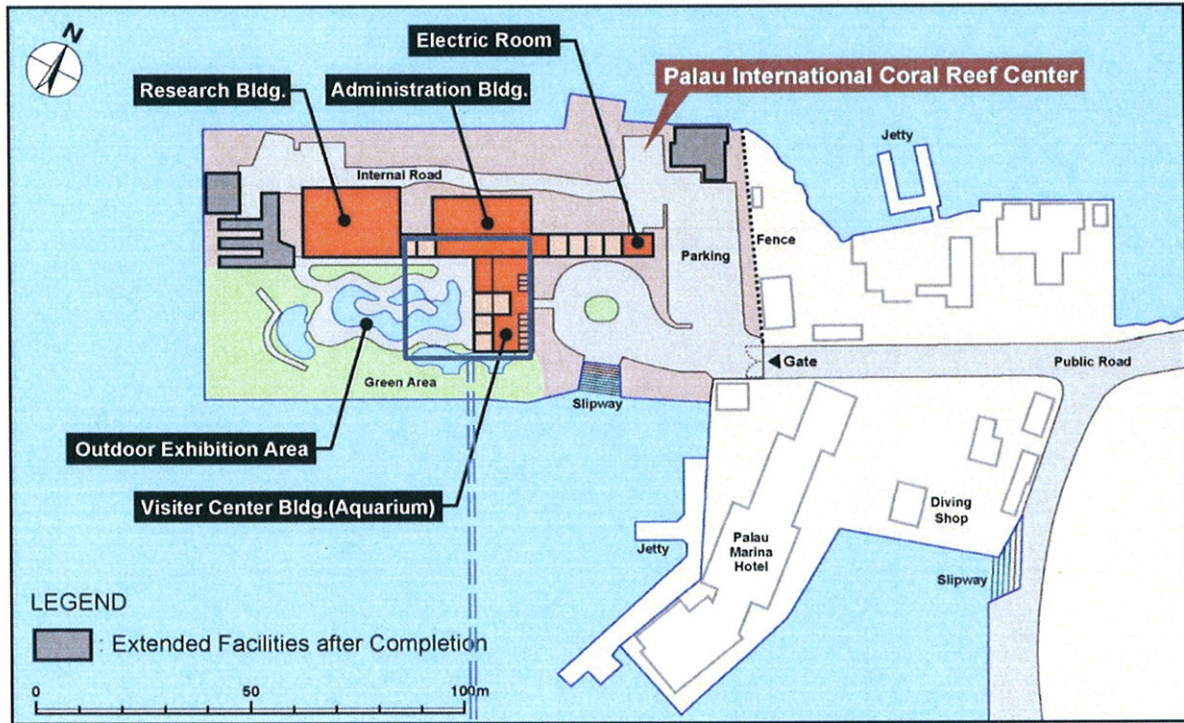 Electric Room
Palau International Coral Reef Center
Research Bldg.
Administration Bldg.
Jetty
Internal Road
Fence
Parking
Gate
Public Road
Green Area
Slipway
Outdoor Exhibition Area
Visiter Center Bldg.(Aquarium)
Diving
Shop
Palau
Marina
Hotel
Jetty
Slipway
LEGEND
: Extended Facilities after Completion
0 50 100m